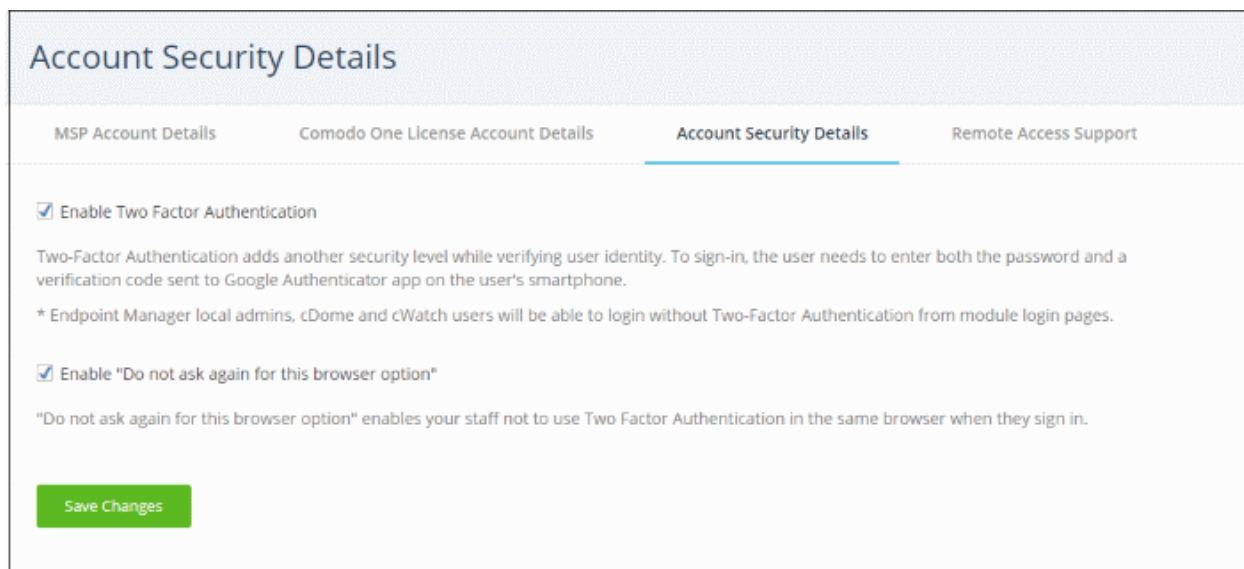 Account Security Details
MSP Account Details Comodo One License Account Details Account Security Details Remote Access Support
Enable Two Factor Authentication
Two-Factor Authentication adds another security level while verifying user identity. To sign-in, the user needs to enter both the password and a
verification code sent to Google Authenticator app on the user's smartphone.
* Endpoint Manager local admins, cDome and cWatch users will be able to login without Two-Factor Authentication from module login pages.
Enable "Do not ask again for this browser option"
"Do not ask again for this browser option" enables your staff not to use Two Factor Authentication in the same browser when they sign in.
Save Changes